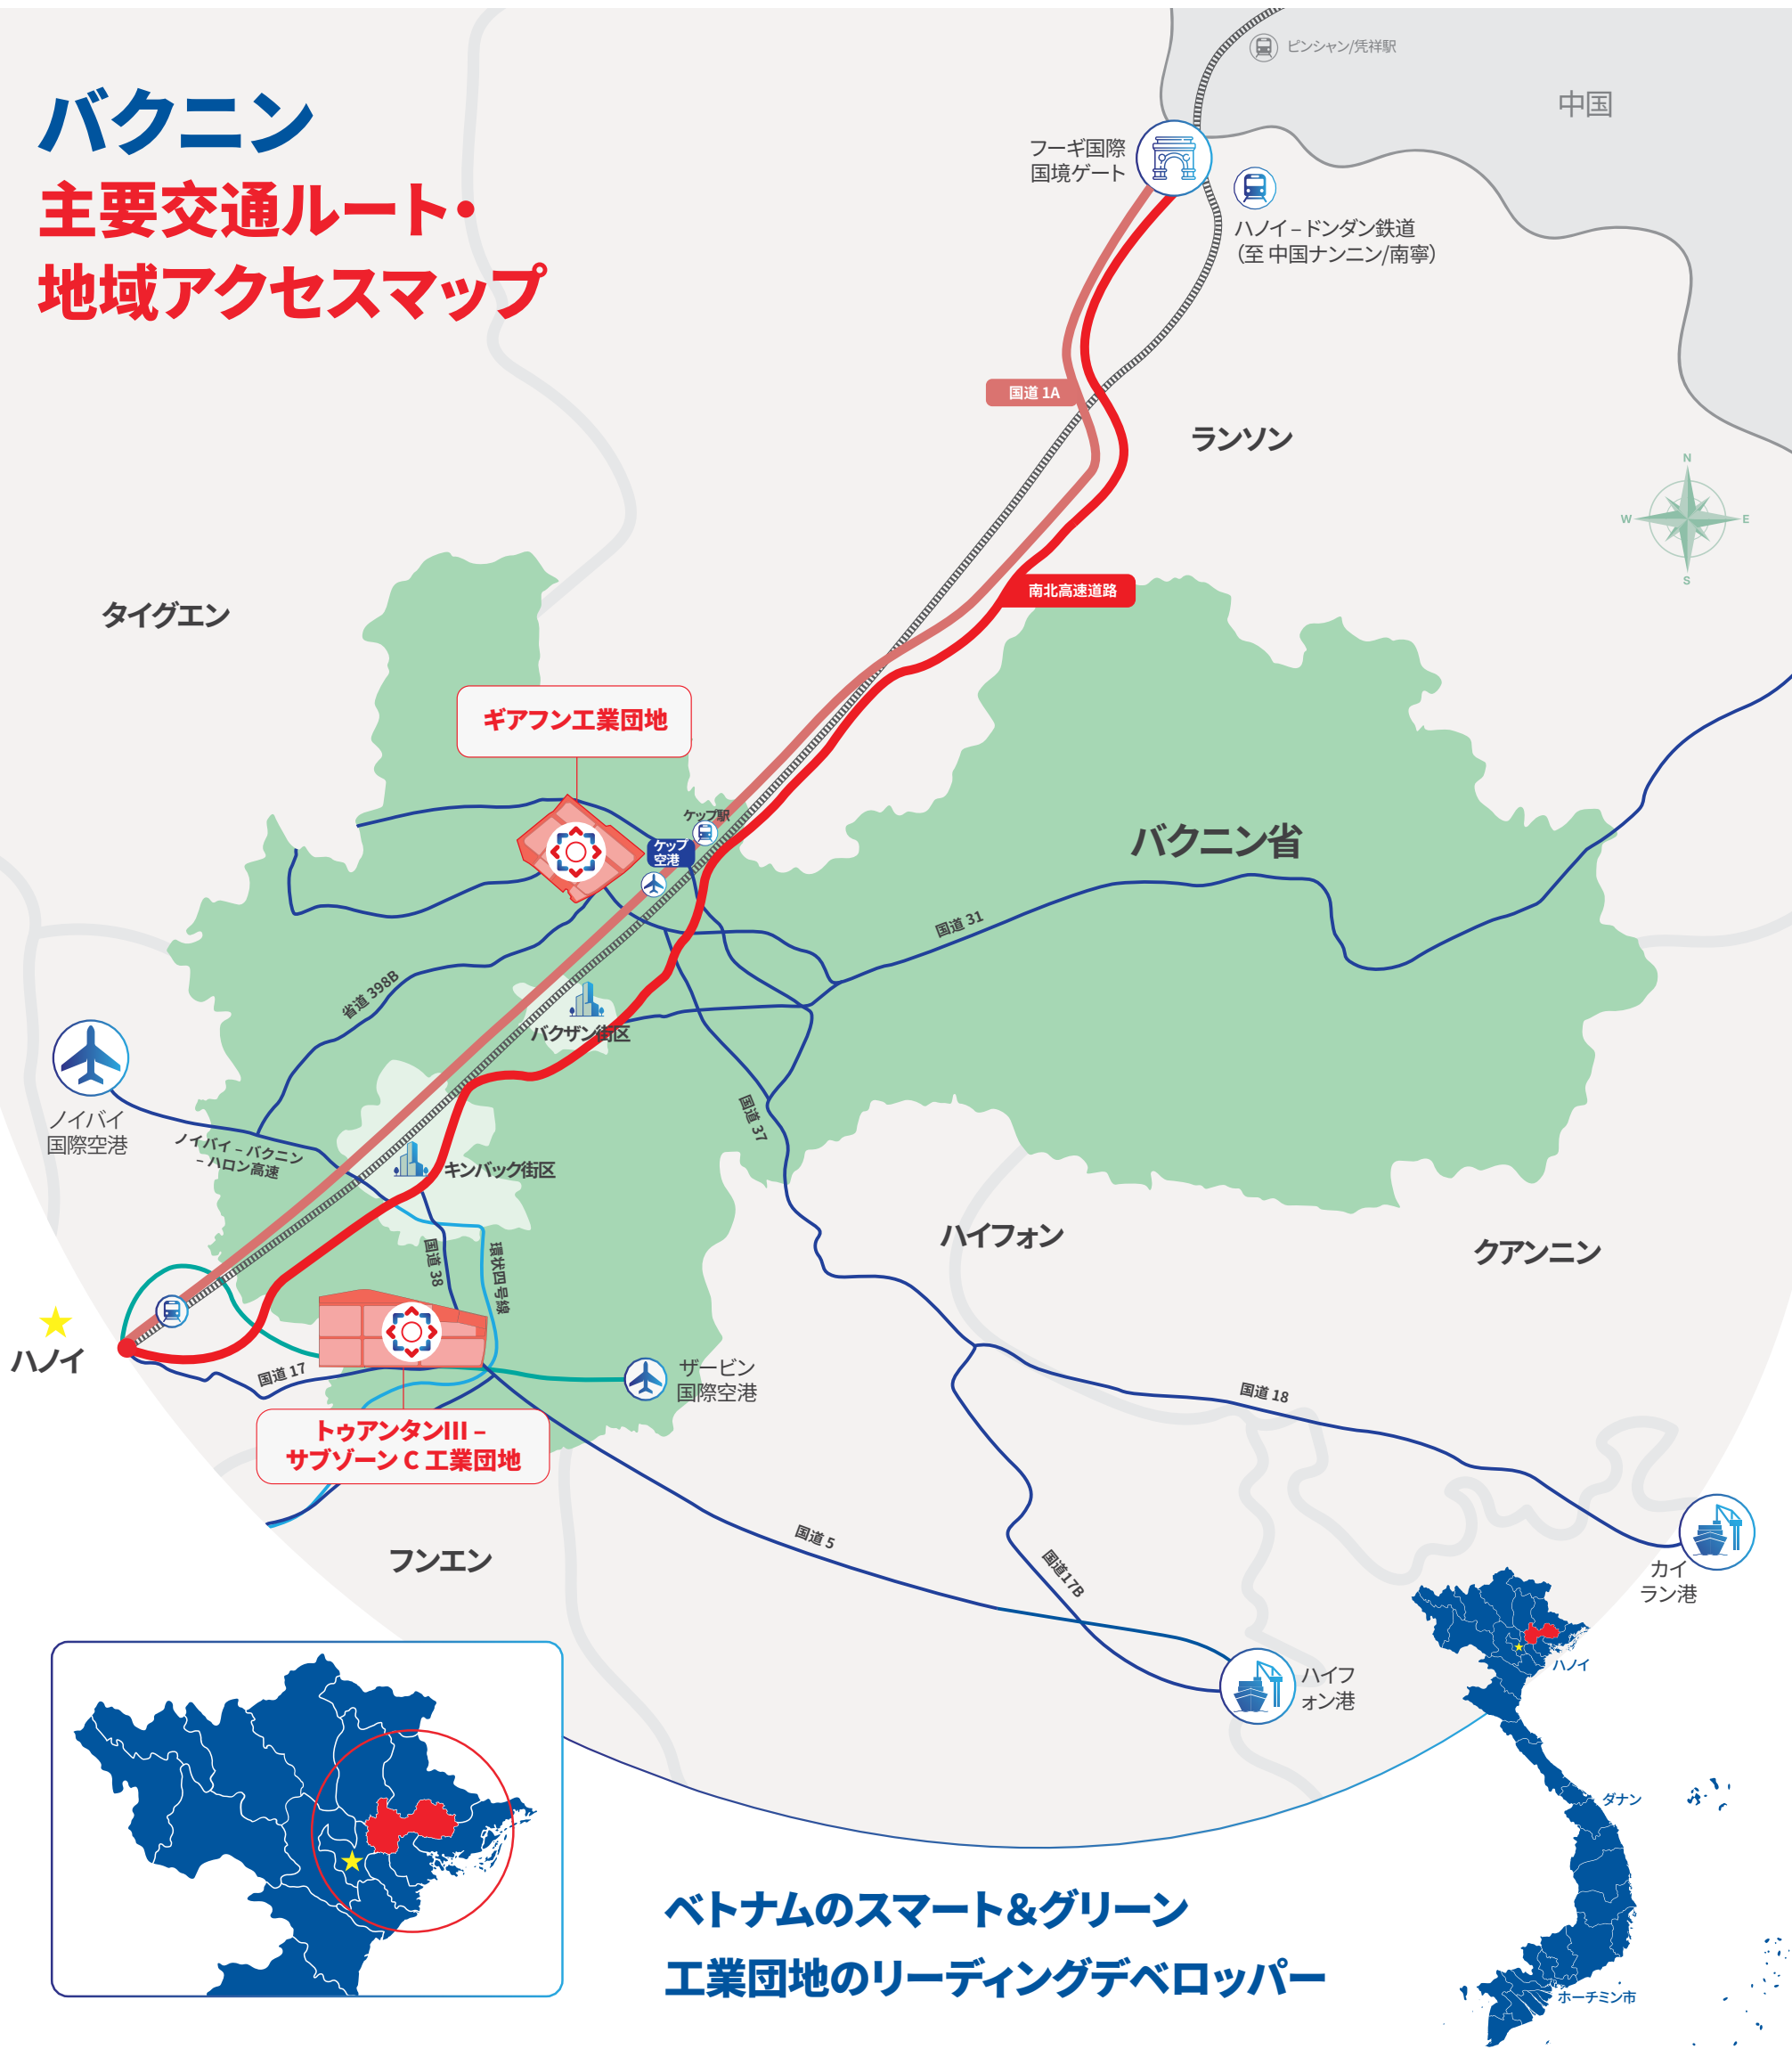 ピンシャン/凭祥駅
中国
バクニン
主要交通ルート・
地域アクセスマップ
フーギ国際
国境ゲート
ハノイ – ドンダン鉄道
（至 中国ナンニン/南寧）
国道 1A
ランソン
N
W
E
S
南北高速道路
タイグエン
ギアフン工業団地
ケップ駅
ケップ
空港
バクニン省
国道 31
省道 398B
バクザン街区
ノイバイ
国際空港
国道 37
ノイバイ – バクニン
– ハロン高速
キンバック街区
ハイフォン
クアンニン
国道 38
環状四号線
ハノイ
国道 17
ザービン
国際空港
国道 18
トゥアンタンIII –
サブゾーン C 工業団地
国道 5
フンエン
国道17B
カイ
ラン港
ハイフ
ォン港
ハノイ
ダナン
ホーチミン市
ベトナムのスマート＆グリーン
工業団地のリーディングデベロッパー